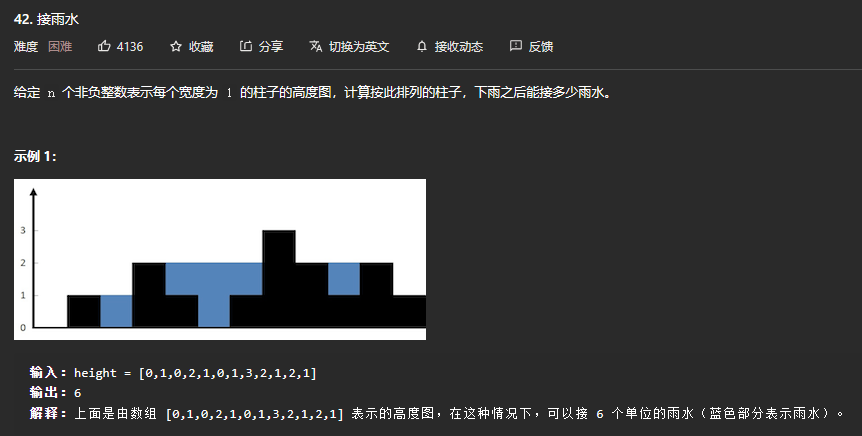 42. 接雨水
难度 困难 4136 收藏 分享 切换为英文 接收动态 反馈
给定 n 个非负整数表示每个宽度为 1 的柱子的高度图，计算按此排列的柱子，下雨之后能接多少雨水。
示例 1：
3
2
1
0
输入：height = [0,1,0,2,1,0,1,3,2,1,2,1]
输出：6
解释：上面是由数组 [0,1,0,2,1,0,1,3,2,1,2,1] 表示的高度图，在这种情况下，可以接 6 个单位的雨水（蓝色部分表示雨水）。